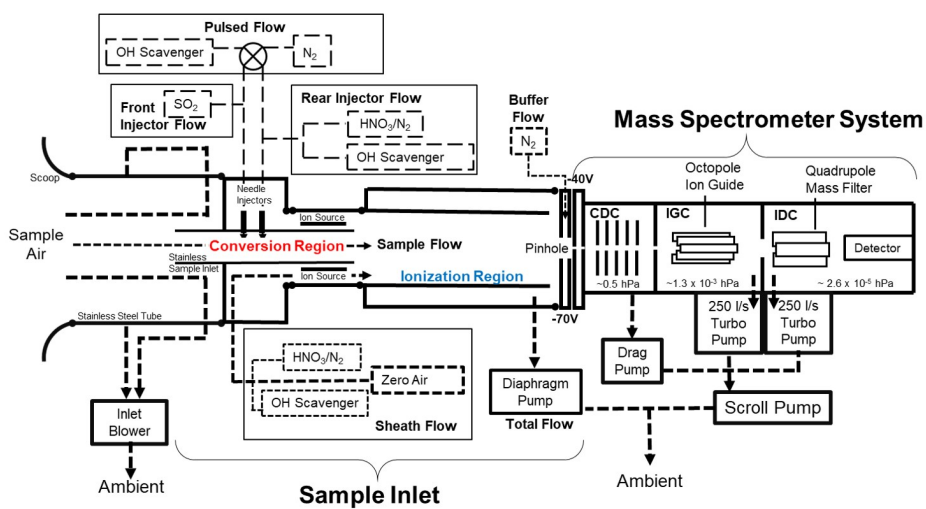 Pulsed Flow
OH Scavenger
N₂
Front
Injector Flow
SO₂
Rear Injector Flow
HNO₃/N₂
OH Scavenger
Buffer
Flow
N₂
Mass Spectrometer System
Scoop
Needle
Injectors
Ion Source
-40V
Octopole
Ion Guide
Quadrupole
Mass Filter
CDC
IGC
IDC
Sample
Air
Conversion Region
Sample Flow
Pinhole
Detector
Stainless
Sample Inlet
Ion Source
Ionization Region
~0.5 hPa
~1.3 x 10⁻³ hPa
~ 2.6 x 10⁻⁵ hPa
Stainless Steel Tube
-70V
250 l/s
Turbo
Pump
250 l/s
Turbo
Pump
HNO₃/N₂
Zero Air
OH Scavenger
Sheath Flow
Drag
Pump
Diaphragm
Pump
Total Flow
Scroll Pump
Inlet
Blower
Ambient
Ambient
Sample Inlet